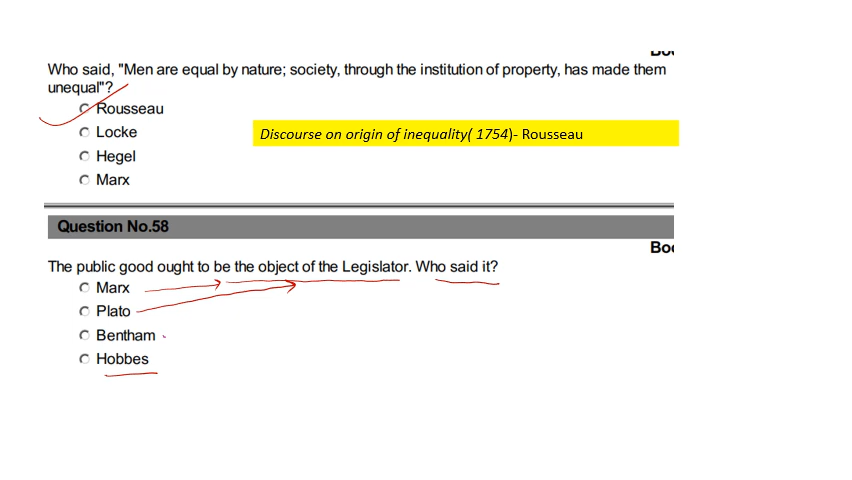 Who said, "Men are equal by nature; society, through the institution of property, has made them
unequal"?
Rousseau
Locke
Discourse on origin of inequality( 1754)- Rousseau
Hegel
Marx
Question No.58
The public good ought to be the object of the Legislator. Who said it?
Marx
Plato
Bentham
Hobbes